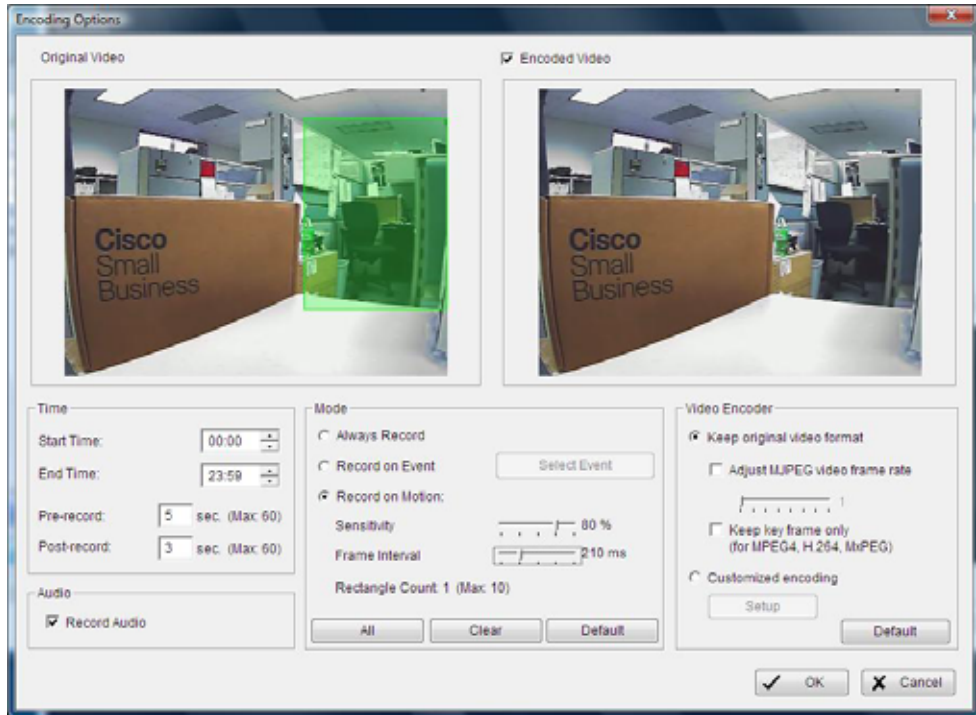 Encoding Options
Original Video
Encoded Video
Cisco
Small
Business
Cisco
Small
Business
Time
Start Time: 00:00
End Time: 23:59
Pre-record: 5 sec. (Max: 60)
Post-record: 3 sec. (Max: 60)
Audio
Record Audio
Mode
Always Record
Record on Event Select Event
Record on Motion:
Sensitivity 80 %
Frame Interval 210 ms
Rectangle Count: 1 (Max: 10)
All Clear Default
Video Encoder
Keep original video format
Adjust MJPEG video frame rate
1
Keep key frame only
(for MPEG4, H.264, MxPEG)
Customized encoding
Setup
Default
OK Cancel